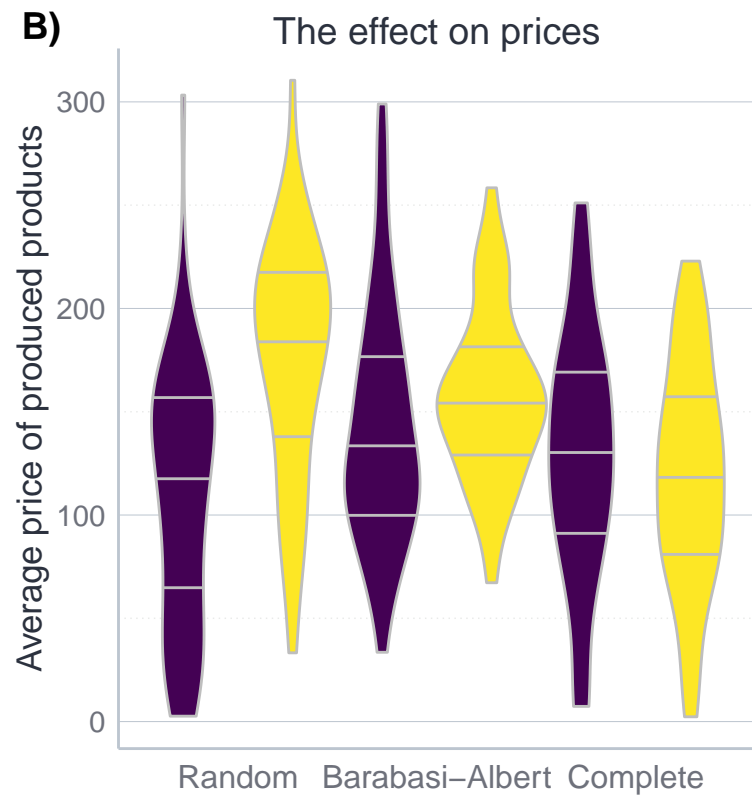 B)
The effect on prices
Average price of produced products
300
200
100
0
Random Barabasi–Albert Complete